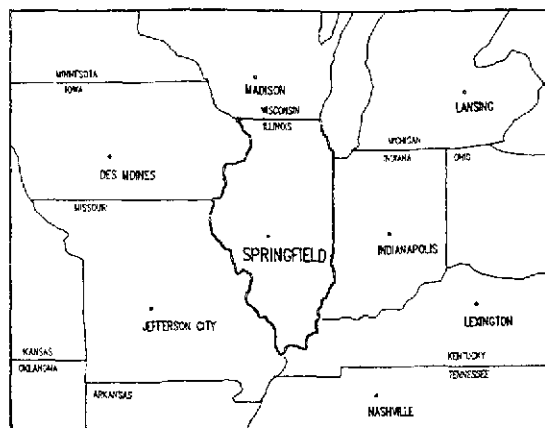 MINNESOTA
IOWA
MADISON
WISCONSIN
ILLINOIS
LANSING
MICHIGAN
INDIANA
OHIO
DES MOINES
MISSOURI
SPRINGFIELD
INDIANAPOLIS
JEFFERSON CITY
LEXINGTON
KANSAS
OKLAHOMA
KENTUCKY
TENNESSEE
ARKANSAS
NASHVILLE